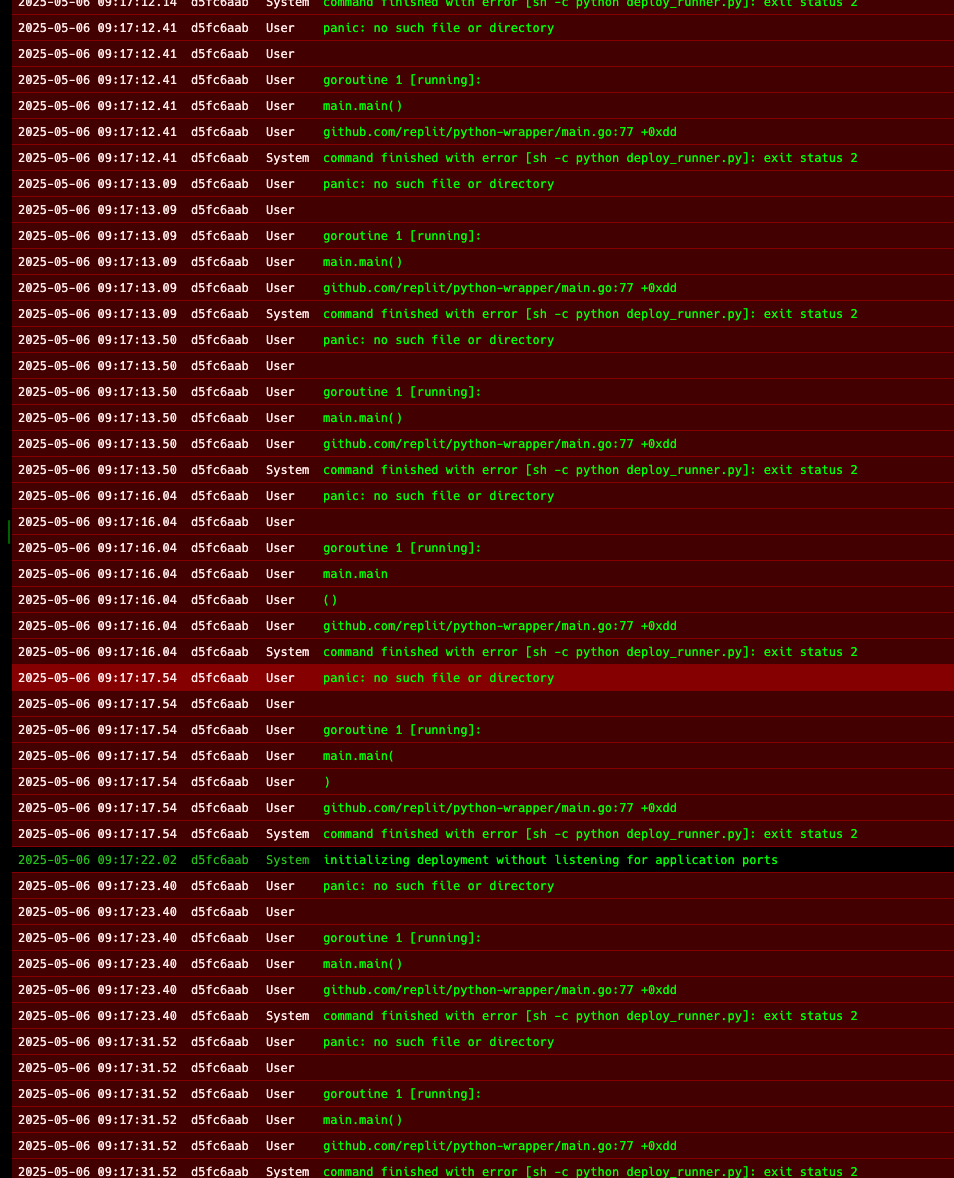 2025-05-06 09:17:12.14 d5fc6aab System command finished with error [sh -c python deploy_runner.py]: exit status 2
2025-05-06 09:17:12.41 d5fc6aab User panic: no such file or directory
2025-05-06 09:17:12.41 d5fc6aab User
2025-05-06 09:17:12.41 d5fc6aab User goroutine 1 [running]:
2025-05-06 09:17:12.41 d5fc6aab User main.main()
2025-05-06 09:17:12.41 d5fc6aab User github.com/replit/python-wrapper/main.go:77 +0xdd
2025-05-06 09:17:12.41 d5fc6aab System command finished with error [sh -c python deploy_runner.py]: exit status 2
2025-05-06 09:17:13.09 d5fc6aab User panic: no such file or directory
2025-05-06 09:17:13.09 d5fc6aab User
2025-05-06 09:17:13.09 d5fc6aab User goroutine 1 [running]:
2025-05-06 09:17:13.09 d5fc6aab User main.main()
2025-05-06 09:17:13.09 d5fc6aab User github.com/replit/python-wrapper/main.go:77 +0xdd
2025-05-06 09:17:13.09 d5fc6aab System command finished with error [sh -c python deploy_runner.py]: exit status 2
2025-05-06 09:17:13.50 d5fc6aab User panic: no such file or directory
2025-05-06 09:17:13.50 d5fc6aab User
2025-05-06 09:17:13.50 d5fc6aab User goroutine 1 [running]:
2025-05-06 09:17:13.50 d5fc6aab User main.main()
2025-05-06 09:17:13.50 d5fc6aab User github.com/replit/python-wrapper/main.go:77 +0xdd
2025-05-06 09:17:13.50 d5fc6aab System command finished with error [sh -c python deploy_runner.py]: exit status 2
2025-05-06 09:17:16.04 d5fc6aab User panic: no such file or directory
2025-05-06 09:17:16.04 d5fc6aab User
2025-05-06 09:17:16.04 d5fc6aab User goroutine 1 [running]:
2025-05-06 09:17:16.04 d5fc6aab User main.main
2025-05-06 09:17:16.04 d5fc6aab User ()
2025-05-06 09:17:16.04 d5fc6aab User github.com/replit/python-wrapper/main.go:77 +0xdd
2025-05-06 09:17:16.04 d5fc6aab System command finished with error [sh -c python deploy_runner.py]: exit status 2
2025-05-06 09:17:17.54 d5fc6aab User panic: no such file or directory
2025-05-06 09:17:17.54 d5fc6aab User
2025-05-06 09:17:17.54 d5fc6aab User goroutine 1 [running]:
2025-05-06 09:17:17.54 d5fc6aab User main.main(
2025-05-06 09:17:17.54 d5fc6aab User )
2025-05-06 09:17:17.54 d5fc6aab User github.com/replit/python-wrapper/main.go:77 +0xdd
2025-05-06 09:17:17.54 d5fc6aab System command finished with error [sh -c python deploy_runner.py]: exit status 2
2025-05-06 09:17:22.02 d5fc6aab System initializing deployment without listening for application ports
2025-05-06 09:17:23.40 d5fc6aab User panic: no such file or directory
2025-05-06 09:17:23.40 d5fc6aab User
2025-05-06 09:17:23.40 d5fc6aab User goroutine 1 [running]:
2025-05-06 09:17:23.40 d5fc6aab User main.main()
2025-05-06 09:17:23.40 d5fc6aab User github.com/replit/python-wrapper/main.go:77 +0xdd
2025-05-06 09:17:23.40 d5fc6aab System command finished with error [sh -c python deploy_runner.py]: exit status 2
2025-05-06 09:17:31.52 d5fc6aab User panic: no such file or directory
2025-05-06 09:17:31.52 d5fc6aab User
2025-05-06 09:17:31.52 d5fc6aab User goroutine 1 [running]:
2025-05-06 09:17:31.52 d5fc6aab User main.main()
2025-05-06 09:17:31.52 d5fc6aab User github.com/replit/python-wrapper/main.go:77 +0xdd
2025-05-06 09:17:31.52 d5fc6aab System command finished with error [sh -c python deploy_runner.py]: exit status 2